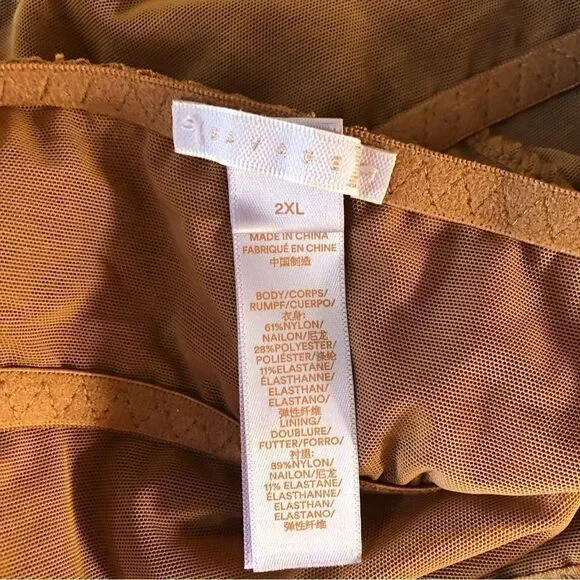 SAVAGE
2XL
MADE IN CHINA
FABRIQUÉ EN CHINE
中国制造
BODY/CORPS/
RUMPF/CUERPO/
衣身:
61%NYLON/
NAILON/尼龙
28%POLYESTER/
POLIÉSTER/涤纶
11%ELASTANE/
ÉLASTHANNE/
ELASTHAN/
ELASTANO/
弹性纤维
LINING/
DOUBLURE/
FUTTER/FORRO/
衬里:
89%NYLON/
NAILON/尼龙
11% ELASTANE/
ÉLASTHANNE/
ELASTHAN/
ELASTANO/
弹性纤维